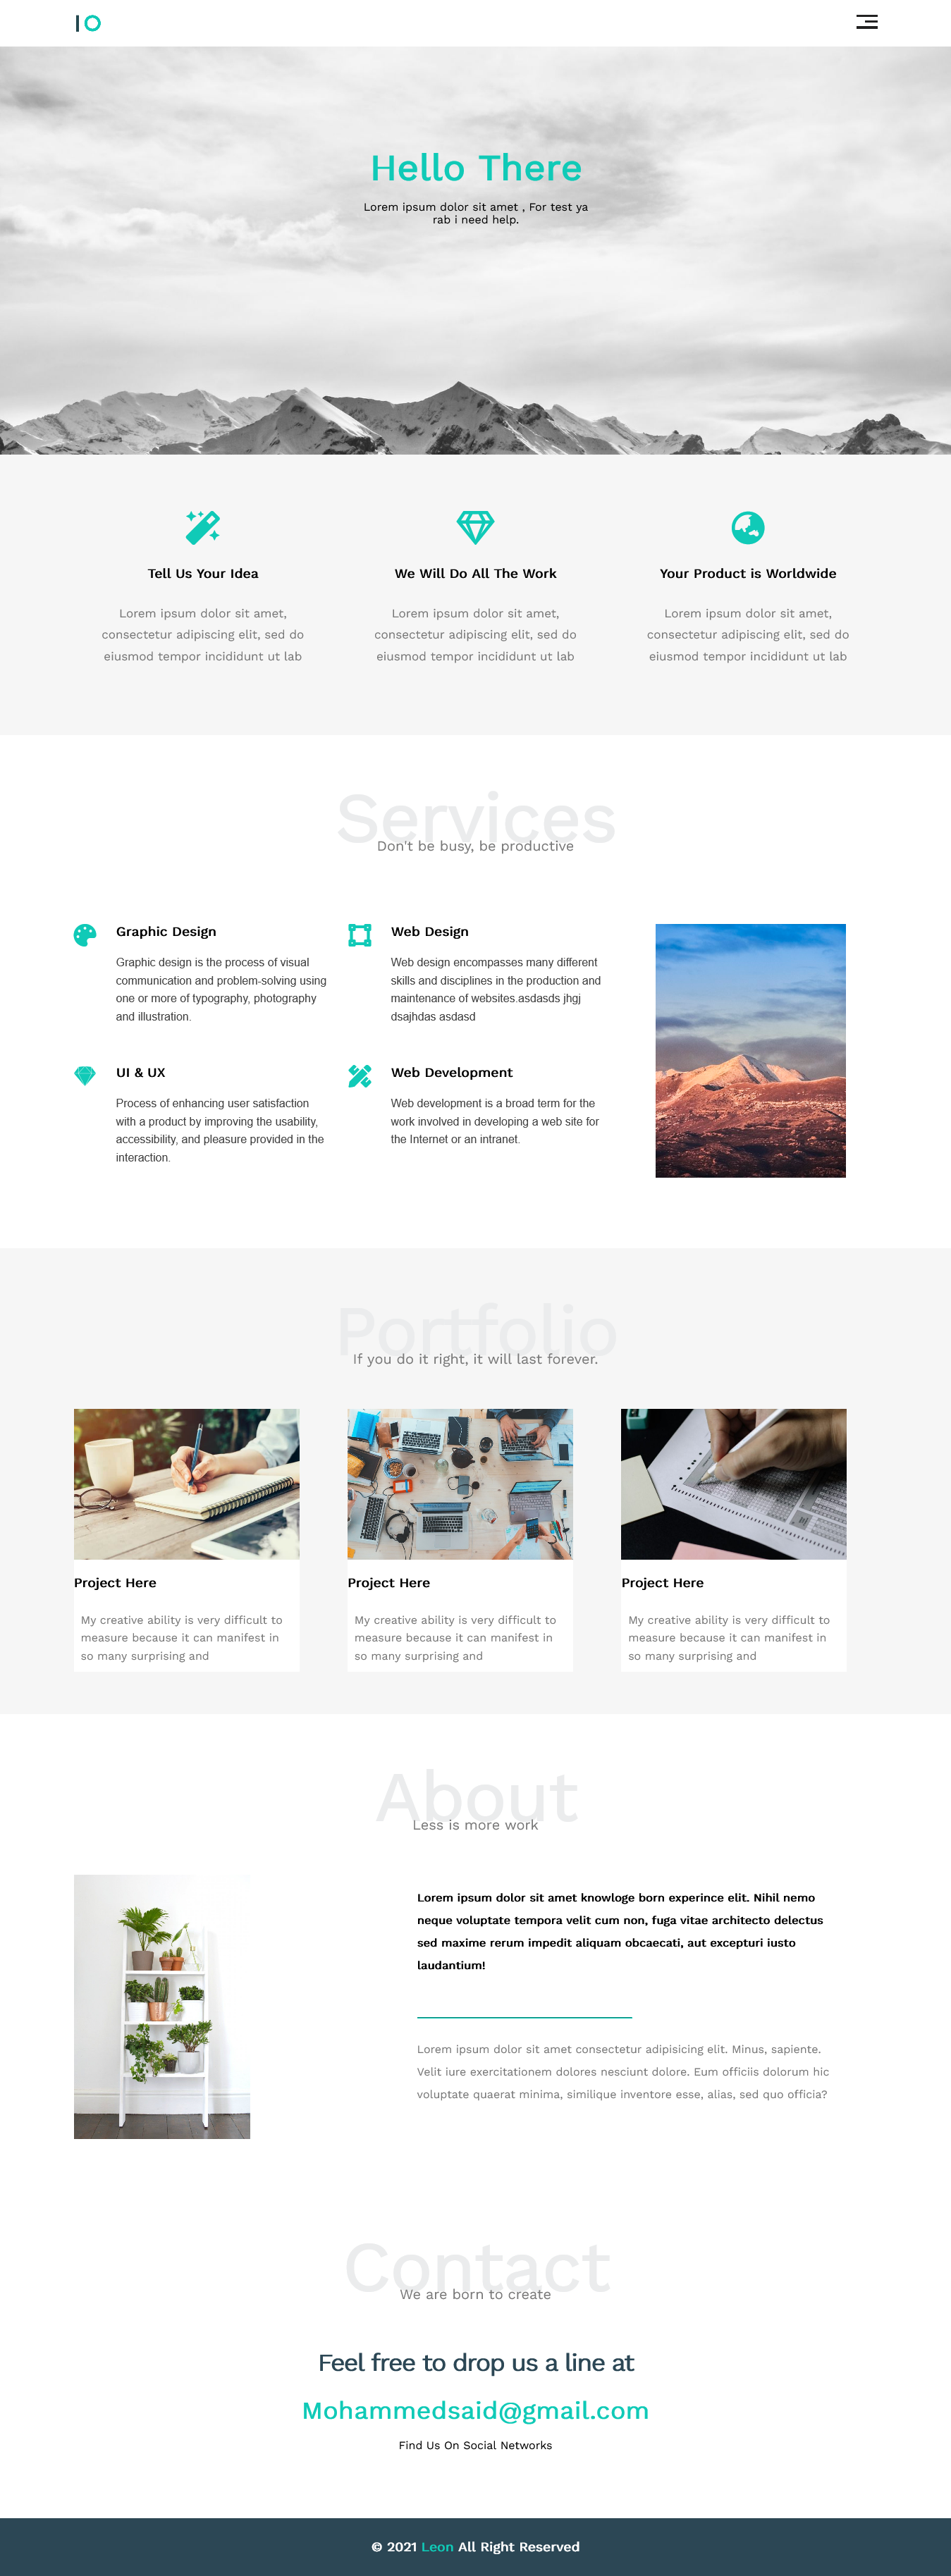 IO
Hello There
Lorem ipsum dolor sit amet , For test ya
rab i need help.
Tell Us Your Idea
Lorem ipsum dolor sit amet,
consectetur adipiscing elit, sed do
eiusmod tempor incididunt ut lab
We Will Do All The Work
Lorem ipsum dolor sit amet,
consectetur adipiscing elit, sed do
eiusmod tempor incididunt ut lab
Your Product is Worldwide
Lorem ipsum dolor sit amet,
consectetur adipiscing elit, sed do
eiusmod tempor incididunt ut lab
Services
Don't be busy, be productive
Graphic Design
Graphic design is the process of visual
communication and problem-solving using
one or more of typography, photography
and illustration.
Web Design
Web design encompasses many different
skills and disciplines in the production and
maintenance of websites.asdasds jhgj
dsajhdas asdasd
UI & UX
Process of enhancing user satisfaction
with a product by improving the usability,
accessibility, and pleasure provided in the
interaction.
Web Development
Web development is a broad term for the
work involved in developing a web site for
the Internet or an intranet.
Portfolio
If you do it right, it will last forever.
Project Here
My creative ability is very difficult to
measure because it can manifest in
so many surprising and
Project Here
My creative ability is very difficult to
measure because it can manifest in
so many surprising and
Project Here
My creative ability is very difficult to
measure because it can manifest in
so many surprising and
About
Less is more work
Lorem ipsum dolor sit amet knowloge born experince elit. Nihil nemo
neque voluptate tempora velit cum non, fuga vitae architecto delectus
sed maxime rerum impedit aliquam obcaecati, aut excepturi iusto
laudantium!
Lorem ipsum dolor sit amet consectetur adipisicing elit. Minus, sapiente.
Velit iure exercitationem dolores nesciunt dolore. Eum officiis dolorum hic
voluptate quaerat minima, similique inventore esse, alias, sed quo officia?
Contact
We are born to create
Feel free to drop us a line at
Mohammedsaid@gmail.com
Find Us On Social Networks
© 2021 Leon All Right Reserved